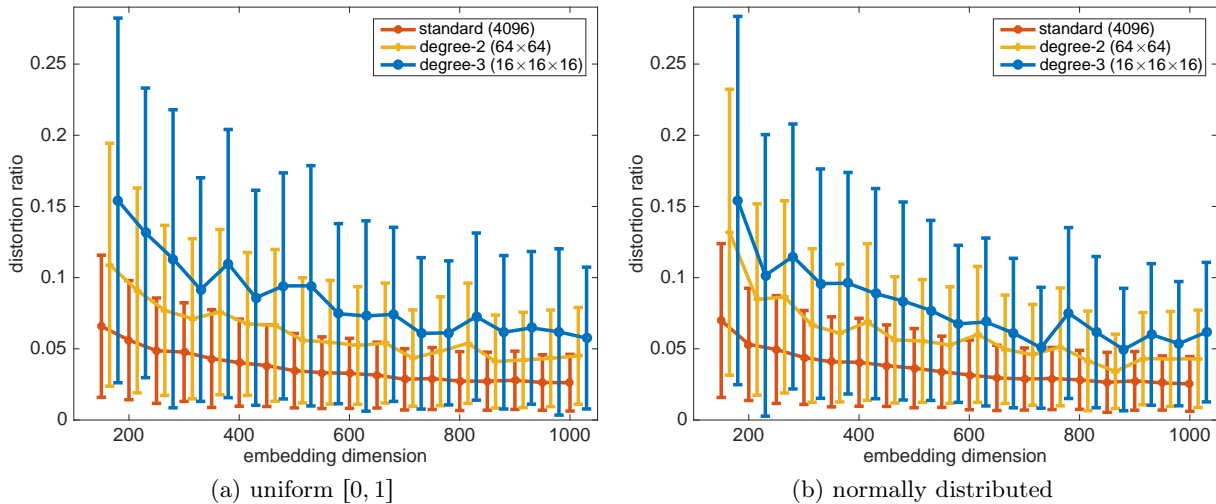 standard (4096)
degree-2 (64×64)
degree-3 (16×16×16)
0.25
0.2
0.15
0.1
0.05
0
distortion ratio
200
400
600
800
1000
embedding dimension
(a) uniform [0, 1]
standard (4096)
degree-2 (64×64)
degree-3 (16×16×16)
0.25
0.2
0.15
0.1
0.05
0
distortion ratio
200
400
600
800
1000
embedding dimension
(b) normally distributed